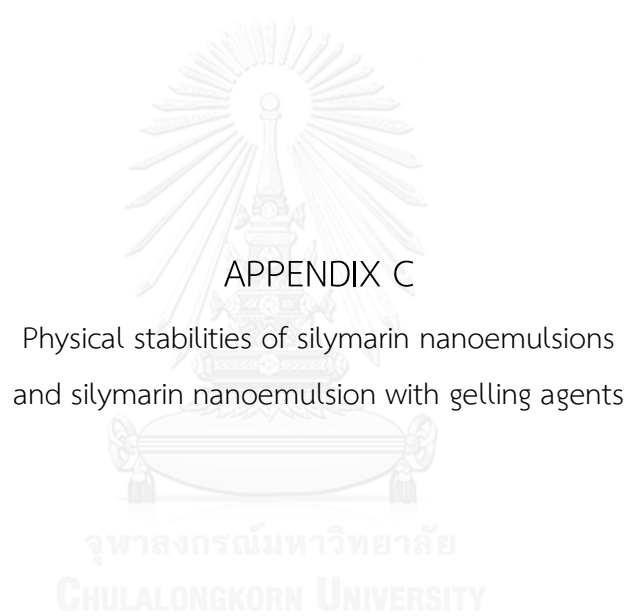 APPENDIX C
Physical stabilities of silymarin nanoemulsions
and silymarin nanoemulsion with gelling agents
จุฬาลงกรณ์มหาวิทยาลัย
CHULALONGKORN UNIVERSITY